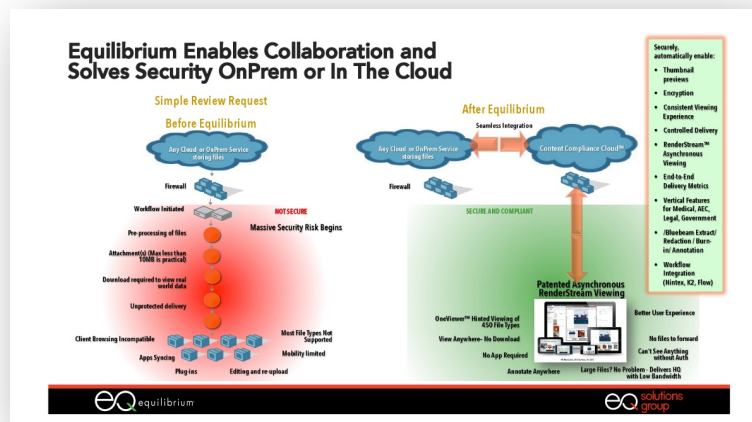 Equilibrium Enables Collaboration and
Solves Security OnPrem or In The Cloud
Simple Review Request
Before Equilibrium
Any Cloud or OnPrem Service
storing files
Firewall
Workflow Initiated
NOT SECURE
Massive Security Risk Begins
Pre-processing of files
Attachment(s) (Max less than
10MB is practical)
Download required to view real
world data
Unprotected delivery
Client Browsing Incompatible
Most File Types Not
Supported
Apps Syncing
Mobility limited
Plug-ins
Editing and re-upload
After Equilibrium
Seamless Integration
Any Cloud or OnPrem Service
storing files
Content Compliance Cloud™
Firewall
SECURE AND COMPLIANT
Patented Asynchronous
RenderStream Viewing
OneViewer™ Hinted Viewing of
450 File Types
Better User Experience
View Anywhere- No Download
No files to forward
No App Required
Can't See Anything
without Auth
Annotate Anywhere
Large Files? No Problem - Delivers HQ
with Low Bandwidth
Securely,
automatically enable:
• Thumbnail
previews
• Encryption
• Consistent Viewing
Experience
• Controlled Delivery
• RenderStream™
Asynchronous
Viewing
• End-to-End
Delivery Metrics
• Vertical Features
for Medical, AEC,
Legal, Government
• /Bluebeam Extract/
Redaction / Burn-
in/ Annotation
• Workflow
Integration
(Nintex, K2, Flow)
eQ equilibrium
eQ solutions
group